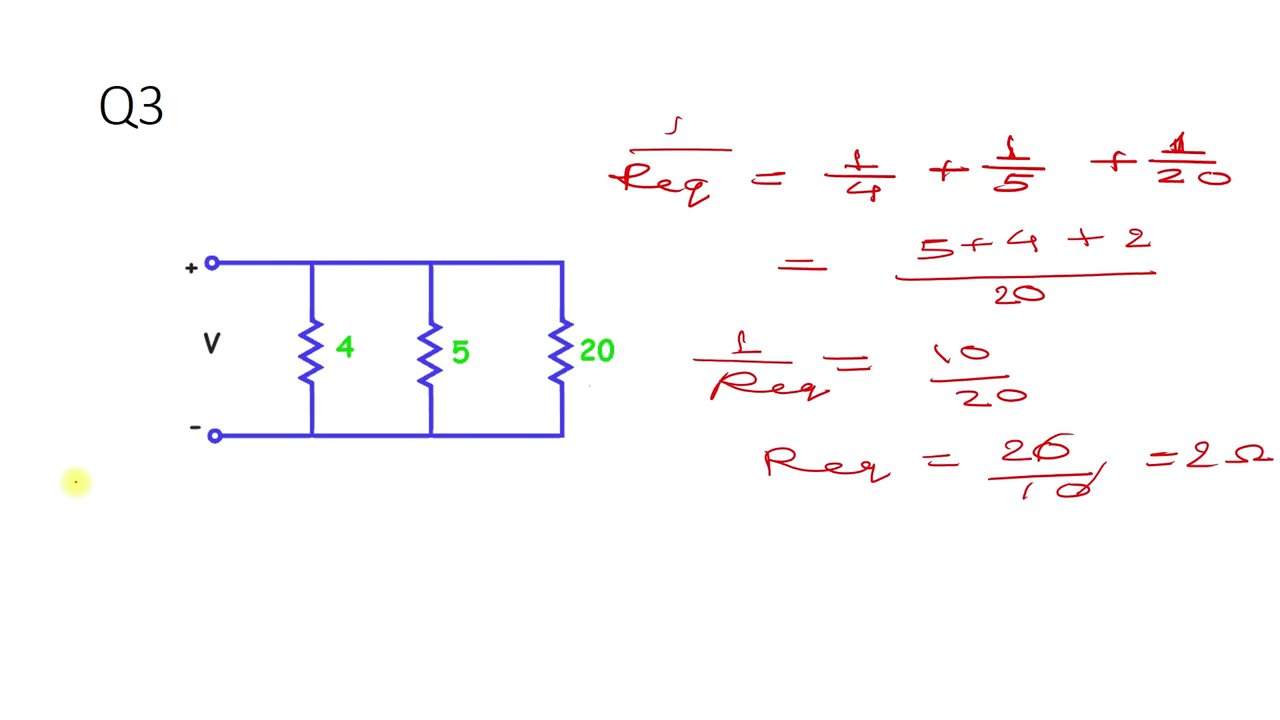 Q3
1/Req = 1/4 + 1/5 + 1/20
= 5+4+2/20
+
V
4
5
20
1/Req = 10/20
-
Req = 20/10 = 2Ω